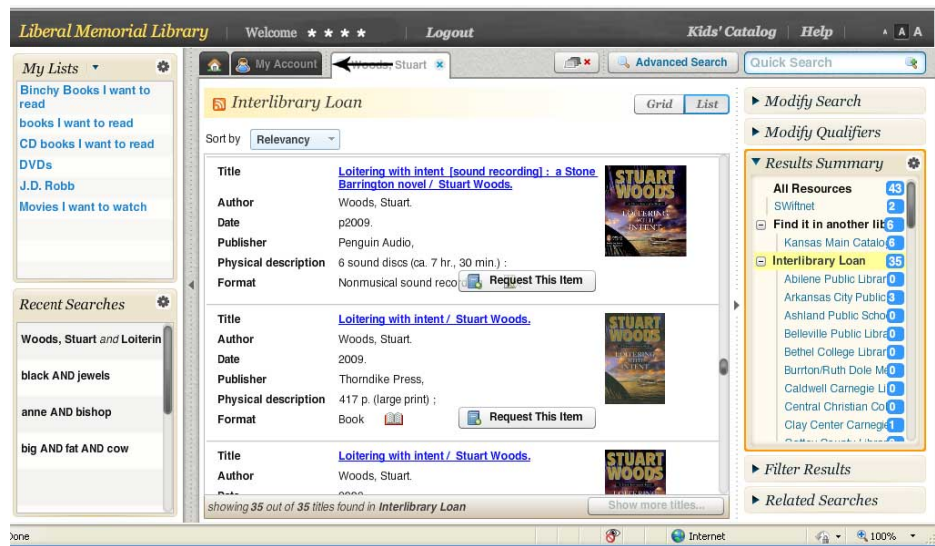 Liberal Memorial Library | Welcome * * * * | Logout Kids' Catalog | Help | A A A
My Lists
Binchy Books I want to
read
books I want to read
CD books I want to read
DVDs
J.D. Robb
Movies I want to watch
Recent Searches
Woods, Stuart and Loiterin
black AND jewels
anne AND bishop
big AND fat AND cow
My Account
Woods, Stuart
Advanced Search
Quick Search
Interlibrary Loan
Grid List
Sort by Relevancy
Title Loitering with intent [sound recording] : a Stone
Barrington novel / Stuart Woods.
Author Woods, Stuart.
Date p2009.
Publisher Penguin Audio,
Physical description 6 sound discs (ca. 7 hr., 30 min.) :
Format Nonmusical sound reco
Request This Item
STUART
WOODS
LOITERING
WITH
INTENT
Title Loitering with intent / Stuart Woods.
Author Woods, Stuart.
Date 2009.
Publisher Thorndike Press,
Physical description 417 p. (large print) ;
Format Book
Request This Item
STUART
WOODS
LOITERING
WITH
INTENT
Title Loitering with intent / Stuart Woods.
Author Woods, Stuart.
STUART
WOODS
showing 35 out of 35 titles found in Interlibrary Loan
Show more titles...
Modify Search
Modify Qualifiers
Results Summary
All Resources 43
SWiftnet 2
Find it in another lib 6
Kansas Main Catalo 6
Interlibrary Loan 35
Abilene Public Librar 0
Arkansas City Public 3
Ashland Public Scho 0
Belleville Public Libra 0
Bethel College Librar 0
Burrton/Ruth Dole Me 0
Caldwell Carnegie Li 0
Central Christian Co 0
Clay Center Carnegie 1
Filter Results
Related Searches
Done Internet 100%